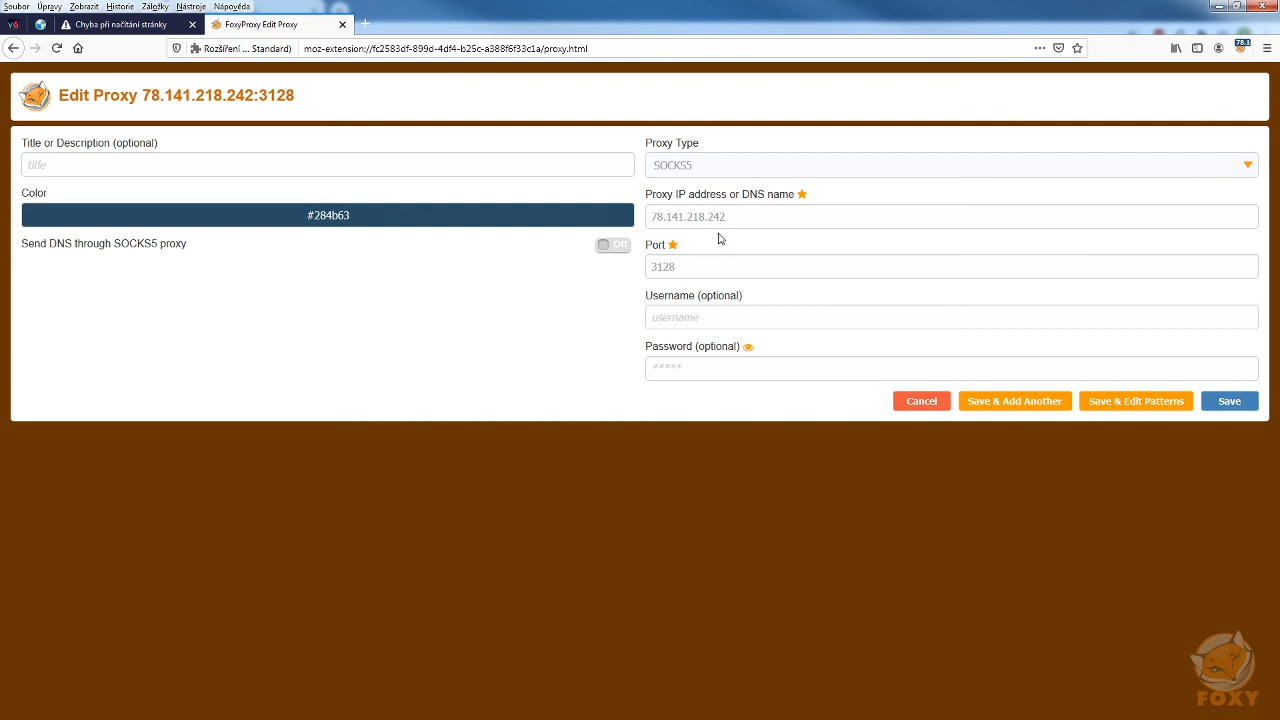 Soubor Úpravy Zobrazit Historie Záložky Nástroje Nápověda
Chyba při načítání stránky
FoxyProxy Edit Proxy
Rozšíření ... Standard)
moz-extension://fc2583df-899d-4df4-b25c-a388f6f33c1a/proxy.html
78.1
Edit Proxy 78.141.218.242:3128
Title or Description (optional)
title
Color
#284b63
Send DNS through SOCKS5 proxy
Off
Proxy Type
SOCKS5
Proxy IP address or DNS name
78.141.218.242
Port
3128
Username (optional)
username
Password (optional)
*****
Cancel
Save & Add Another
Save & Edit Patterns
Save
FOXY